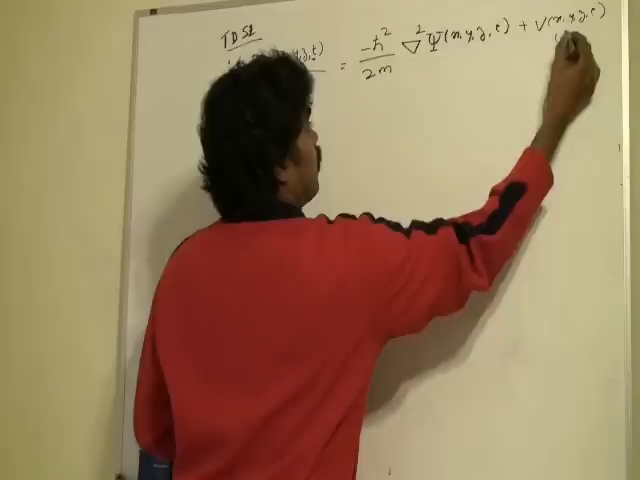 TDSE
x, y, z, t) = -ħ²/2m ∇²Ψ(x, y, z, t) + V(x, y, z, t)